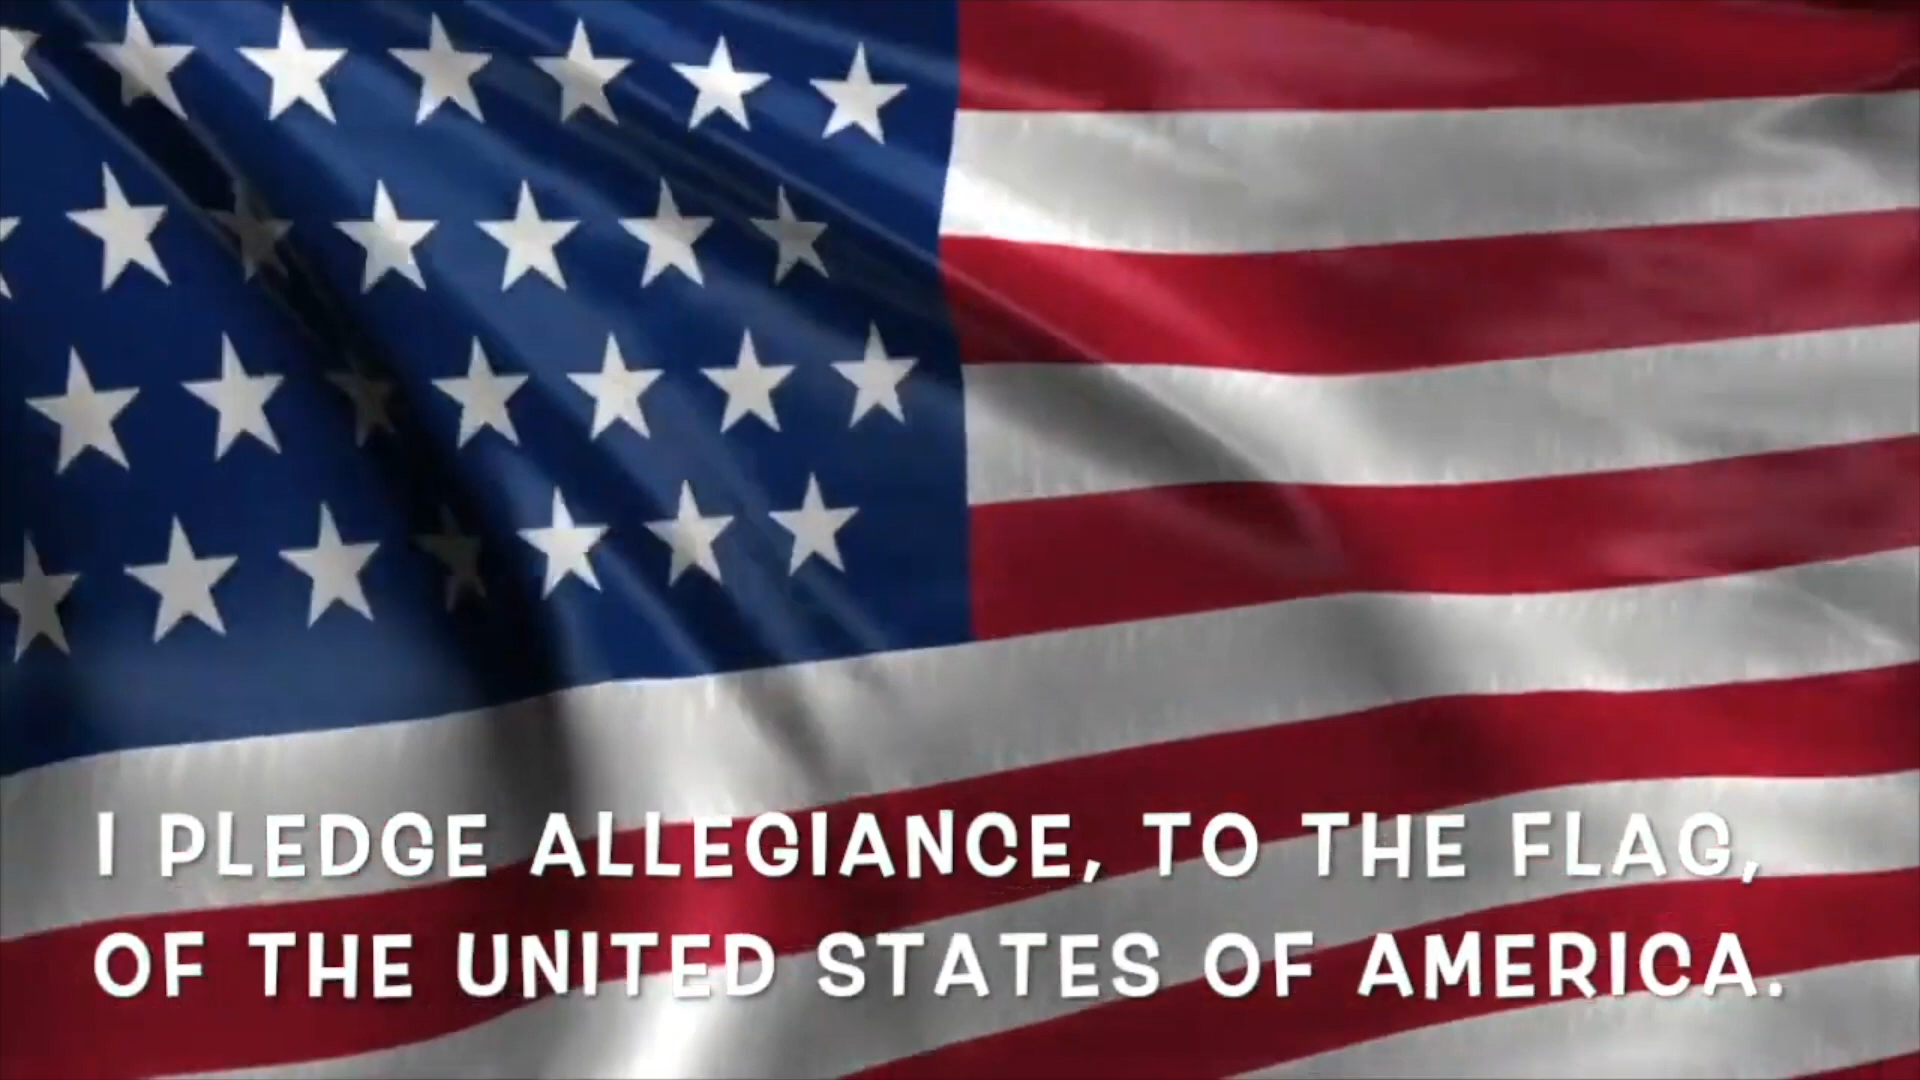 I PLEDGE ALLEGIANCE, TO THE FLAG,
OF THE UNITED STATES OF AMERICA.